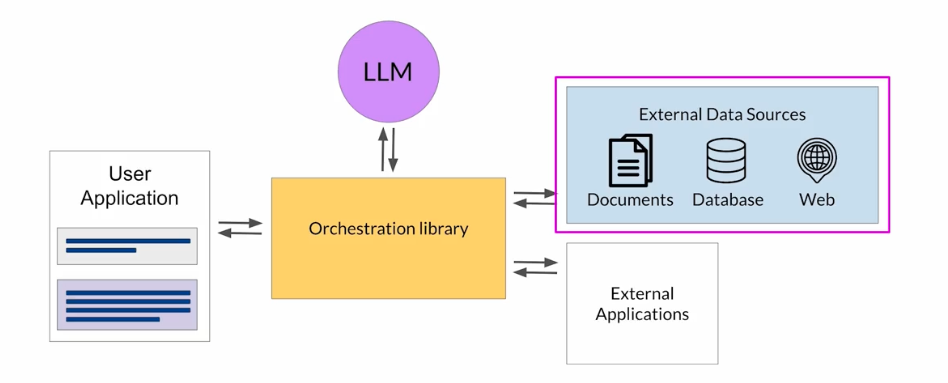 LLM
External Data Sources
Documents
Database
Web
User
Application
Orchestration library
External
Applications